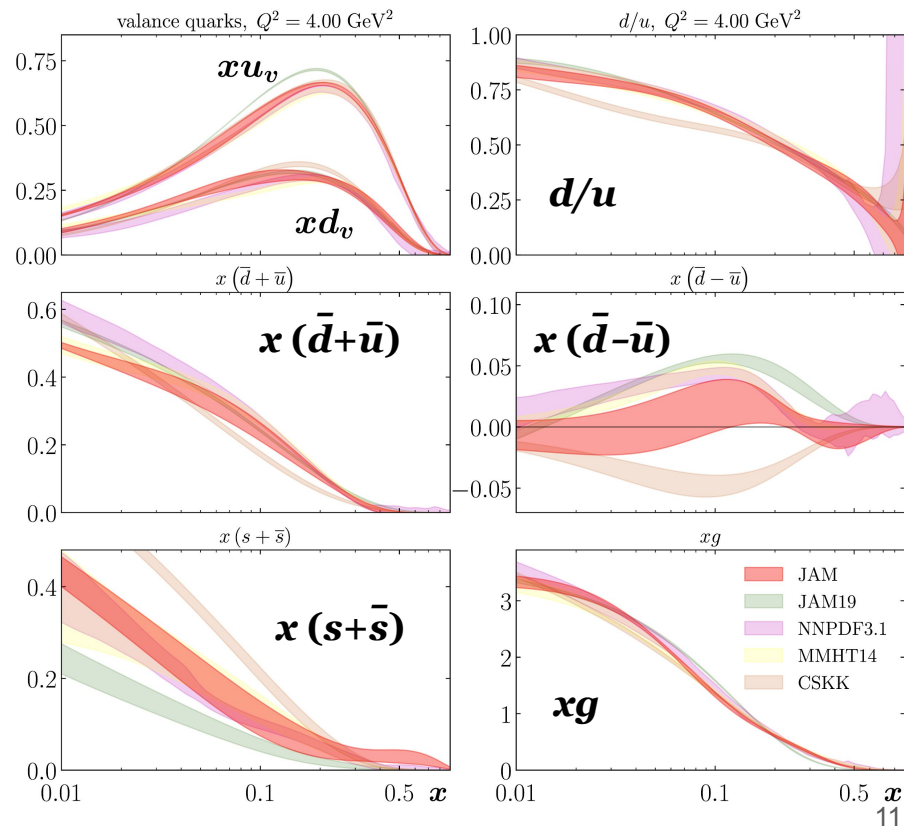 valance quarks, Q² = 4.00 GeV²
0.75
0.50
0.25
0.00
xu_v
xd_v
d/u, Q² = 4.00 GeV²
1.00
0.75
0.50
0.25
0.00
d/u
x (d̅ + u̅)
0.6
0.4
0.2
0.0
x (d̄+ū)
x (d̅ − u̅)
0.10
0.05
0.00
−0.05
x (d̄−ū)
x (s + s̅)
0.4
0.2
0.0
x (s+s̄)
0.01 0.1 0.5 x
xg
3
2
1
0
xg
JAM
JAM19
NNPDF3.1
MMHT14
CSKK
0.01 0.1 0.5 x
11